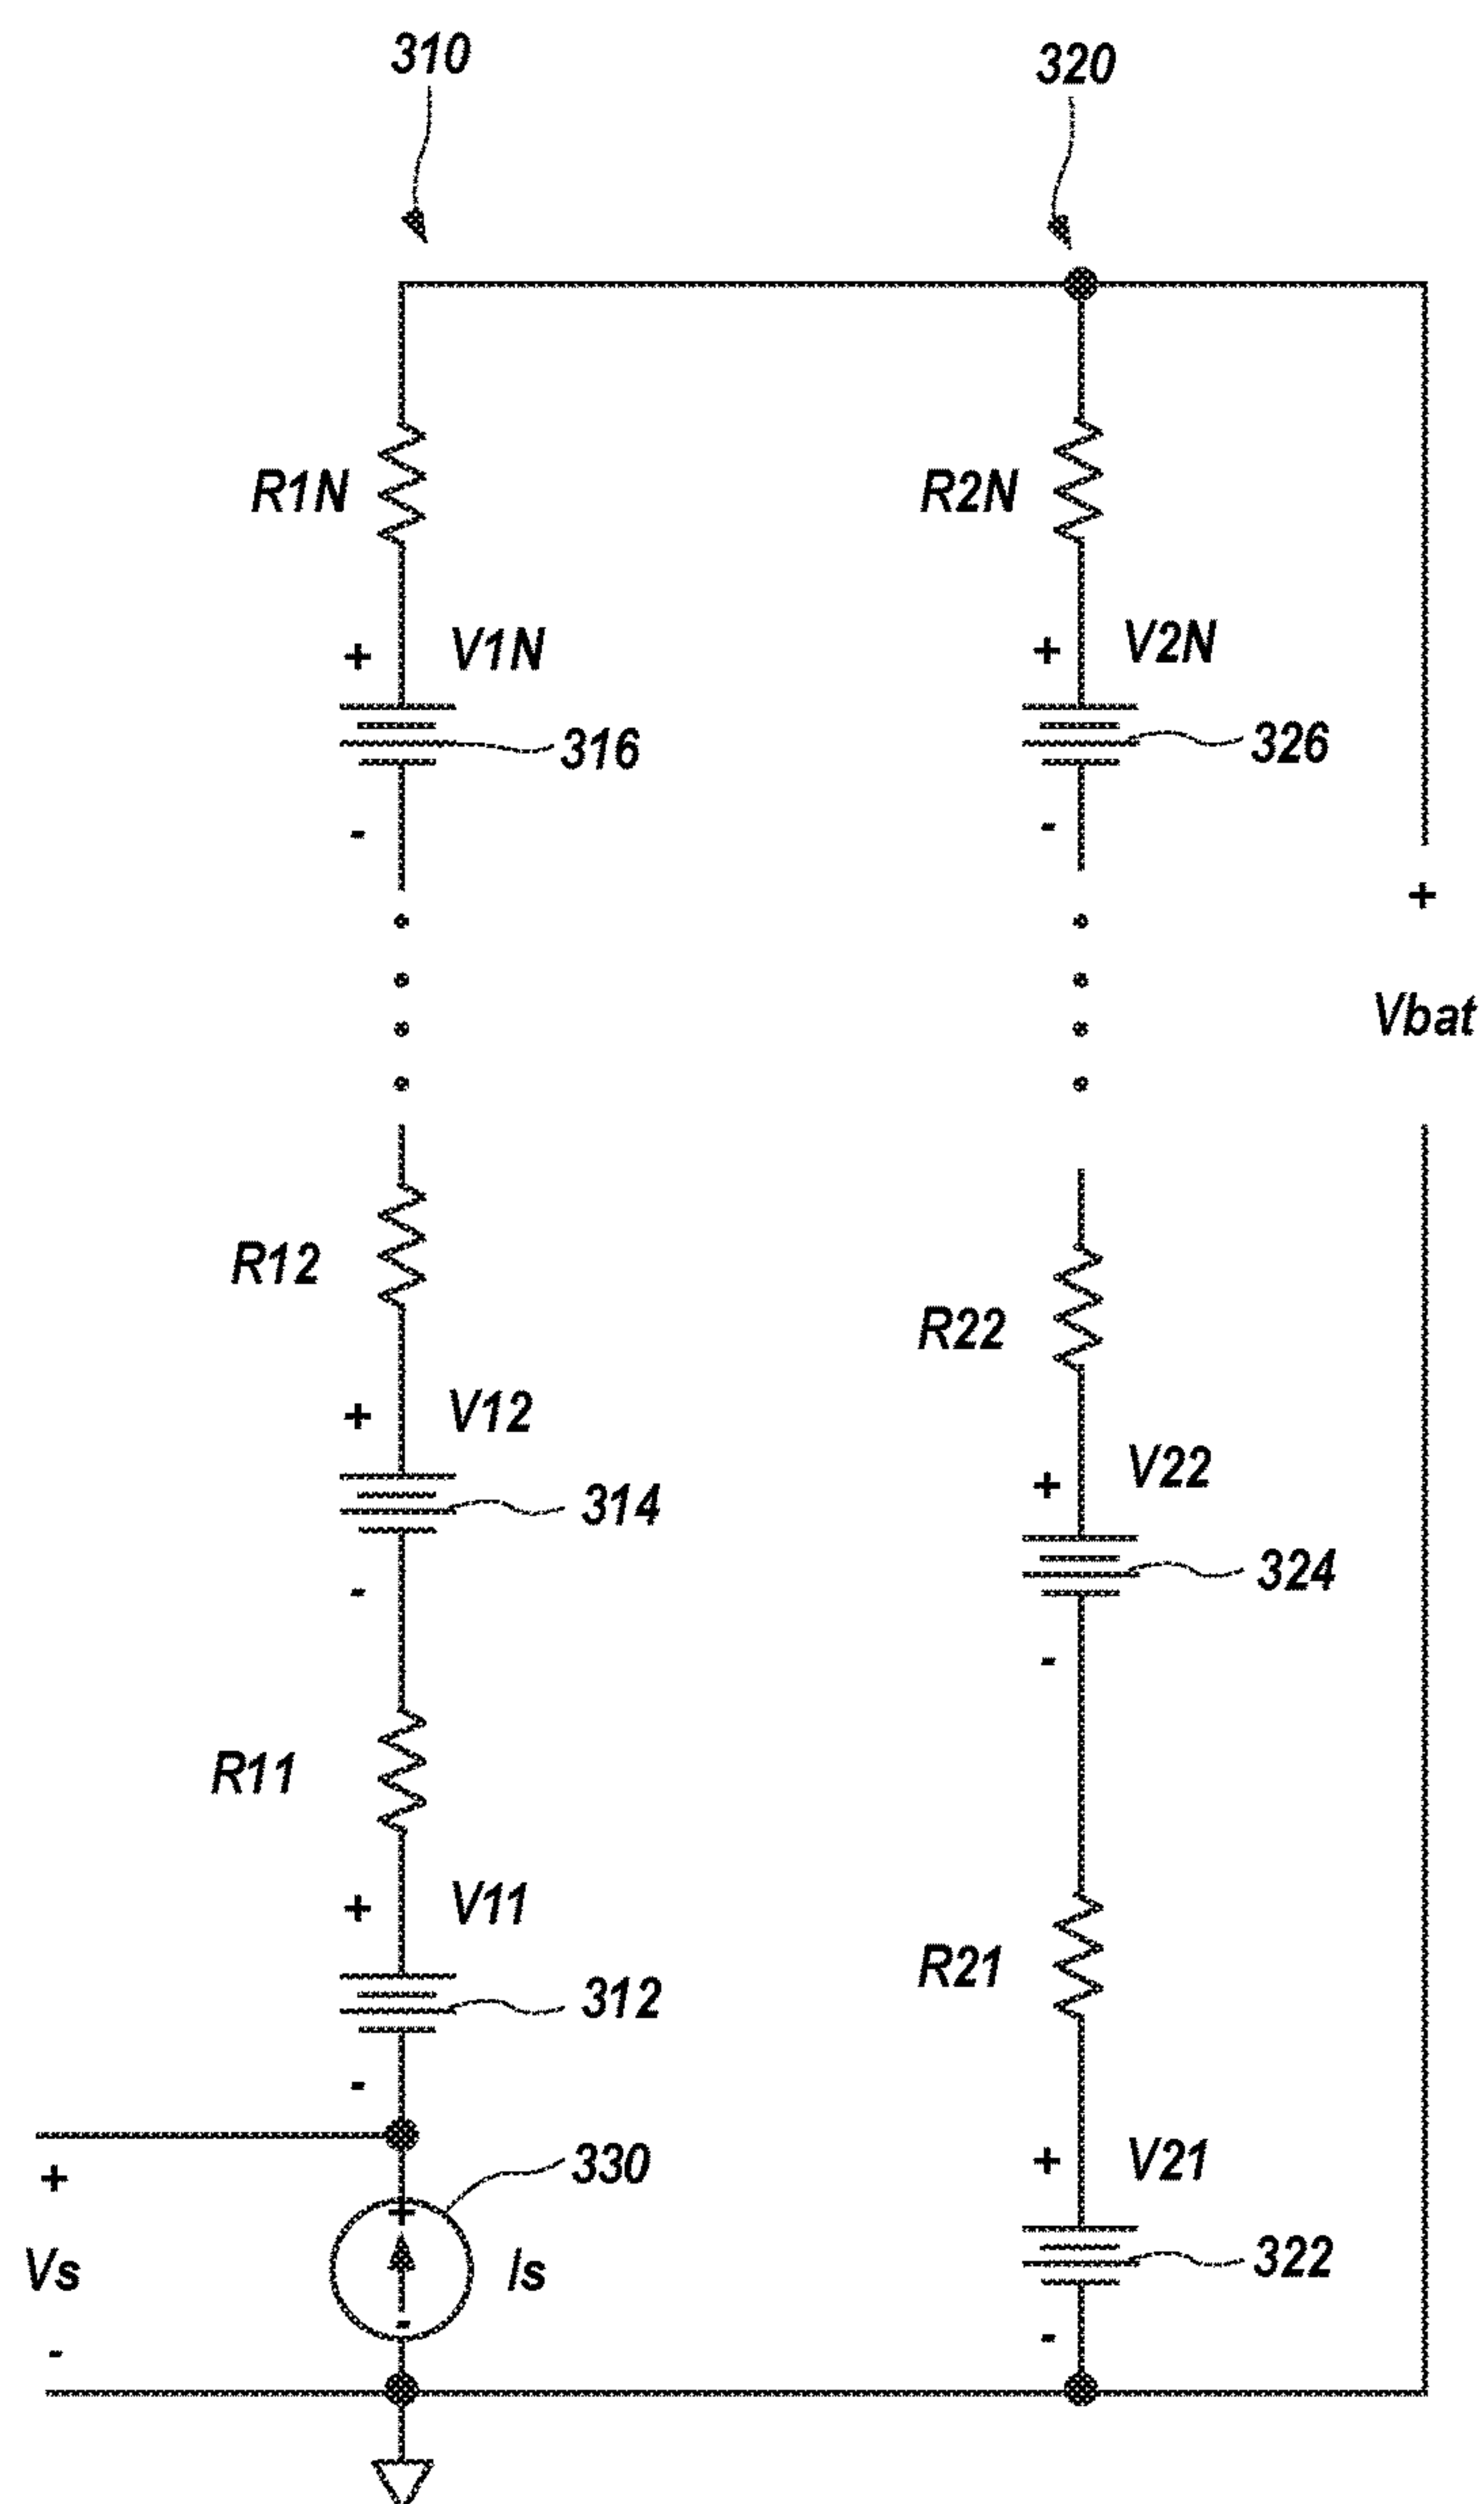 310 320
R1N R2N
+ V1N + V2N
316 326
- -
+
Vbat
R12
R22
+ V12
+ V22
314
324
- -
R11
+ V11
R21
312
-
330
+ + V21
+
Vs Is 322
- - -